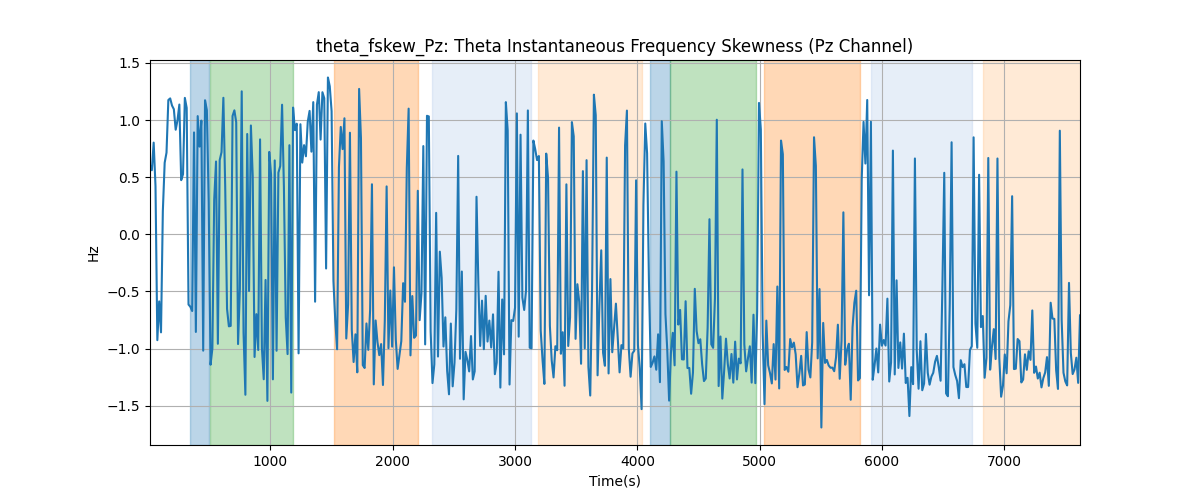 theta_fskew_Pz: Theta Instantaneous Frequency Skewness (Pz Channel)
1.5
1.0
0.5
0.0
−0.5
−1.0
−1.5
Hz
1000 2000 3000 4000 5000 6000 7000
Time(s)